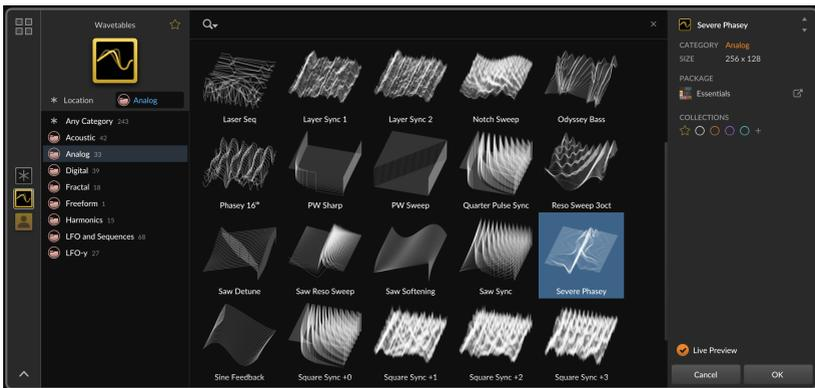 Wavetables
Location
Analog
Any Category 243
Acoustic 42
Analog 33
Digital 39
Fractal 18
Freeform 1
Harmonics 15
LFO and Sequences 68
LFO-y 27
Laser Seq
Layer Sync 1
Layer Sync 2
Notch Sweep
Odyssey Bass
Phasey 16"
PW Sharp
PW Sweep
Quarter Pulse Sync
Reso Sweep 3oct
Saw Detune
Saw Reso Sweep
Saw Softening
Saw Sync
Severe Phasey
Sine Feedback
Square Sync +0
Square Sync +1
Square Sync +2
Square Sync +3
Severe Phasey
CATEGORY Analog
SIZE 256 x 128
PACKAGE
Essentials
COLLECTIONS
Live Preview
Cancel
OK